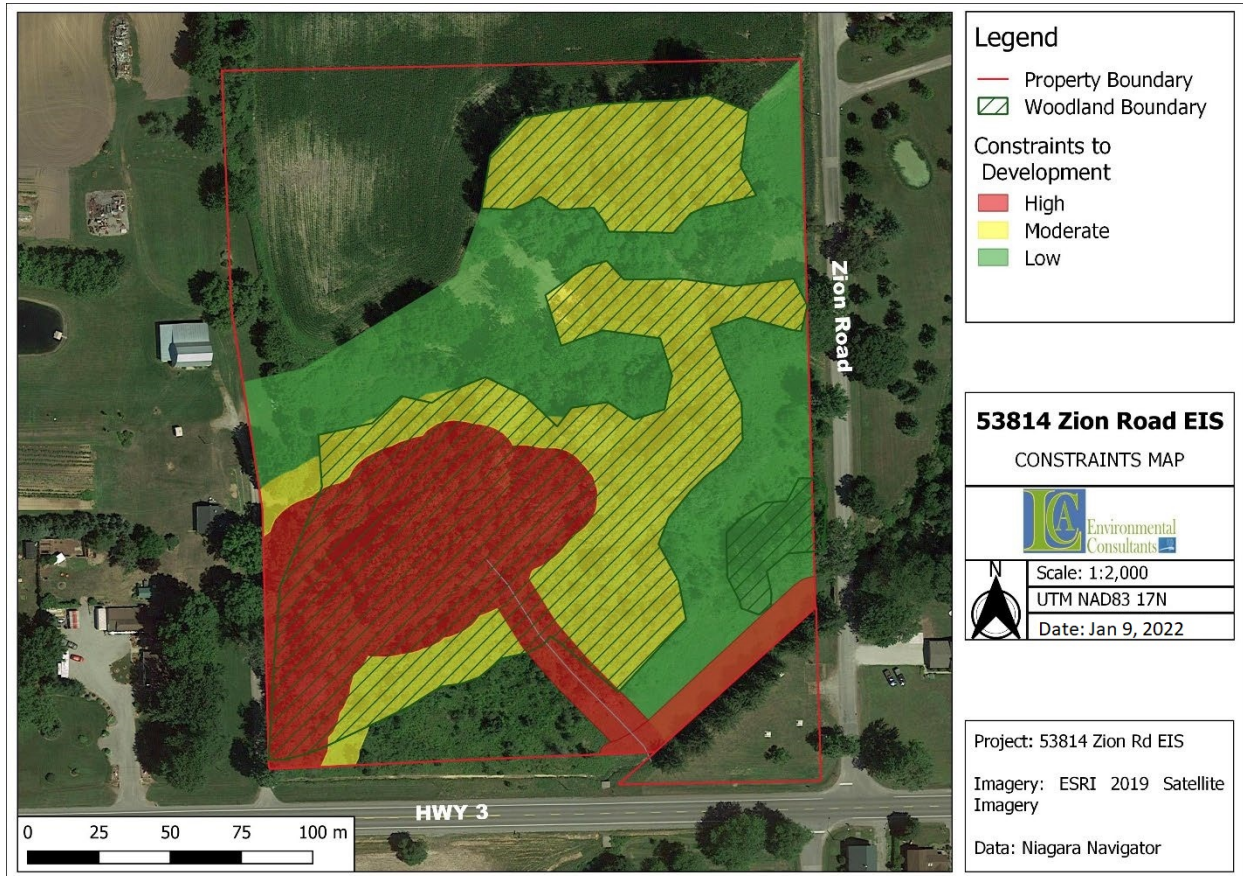 Legend
Property Boundary
Woodland Boundary
Constraints to
Development
High
Moderate
Low
Zion Road
HWY 3
0 25 50 75 100 m
53814 Zion Road EIS
CONSTRAINTS MAP
LCA
Environmental
Consultants
N
Scale: 1:2,000
UTM NAD83 17N
Date: Jan 9, 2022
Project: 53814 Zion Rd EIS
Imagery: ESRI 2019 Satellite
Imagery
Data: Niagara Navigator